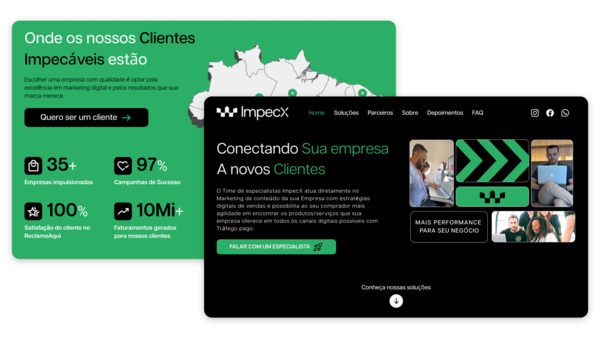 Onde os nossos Clientes
Impecáveis estão
Escolher uma empresa com qualdade é optar pela
excelência em marketing digital e pelos resultados que sua
marca merece.
Quero ser um cliente
35+
Empresas Impulsionadas
97%
Campanhas de Sucesso
100%
Satisfação do cliente no
ReclameAqui
10Mi+
Faturamentos gerados
para nossos clientes
ImpecX
Home
Soluções
Parceiros
Sobre
Depoimentos
FAQ
Conectando Sua empresa
A novos Clientes
O Time de especialistas ImpecX atua diretamente no
Marketing de conteúdo da sua Empresa com estratégias
digitais de vendas e possibilita ao seu comprador mais
agilidade em encontrar os produtos/serviços que sua
empresa oferece em todos os canais digitais possíveis com
Tráfego pago.
FALAR COM UM ESPECIALISTA
MAIS PERFORMANCE
PARA SEU NEGÓCIO
Conheça nossas soluções